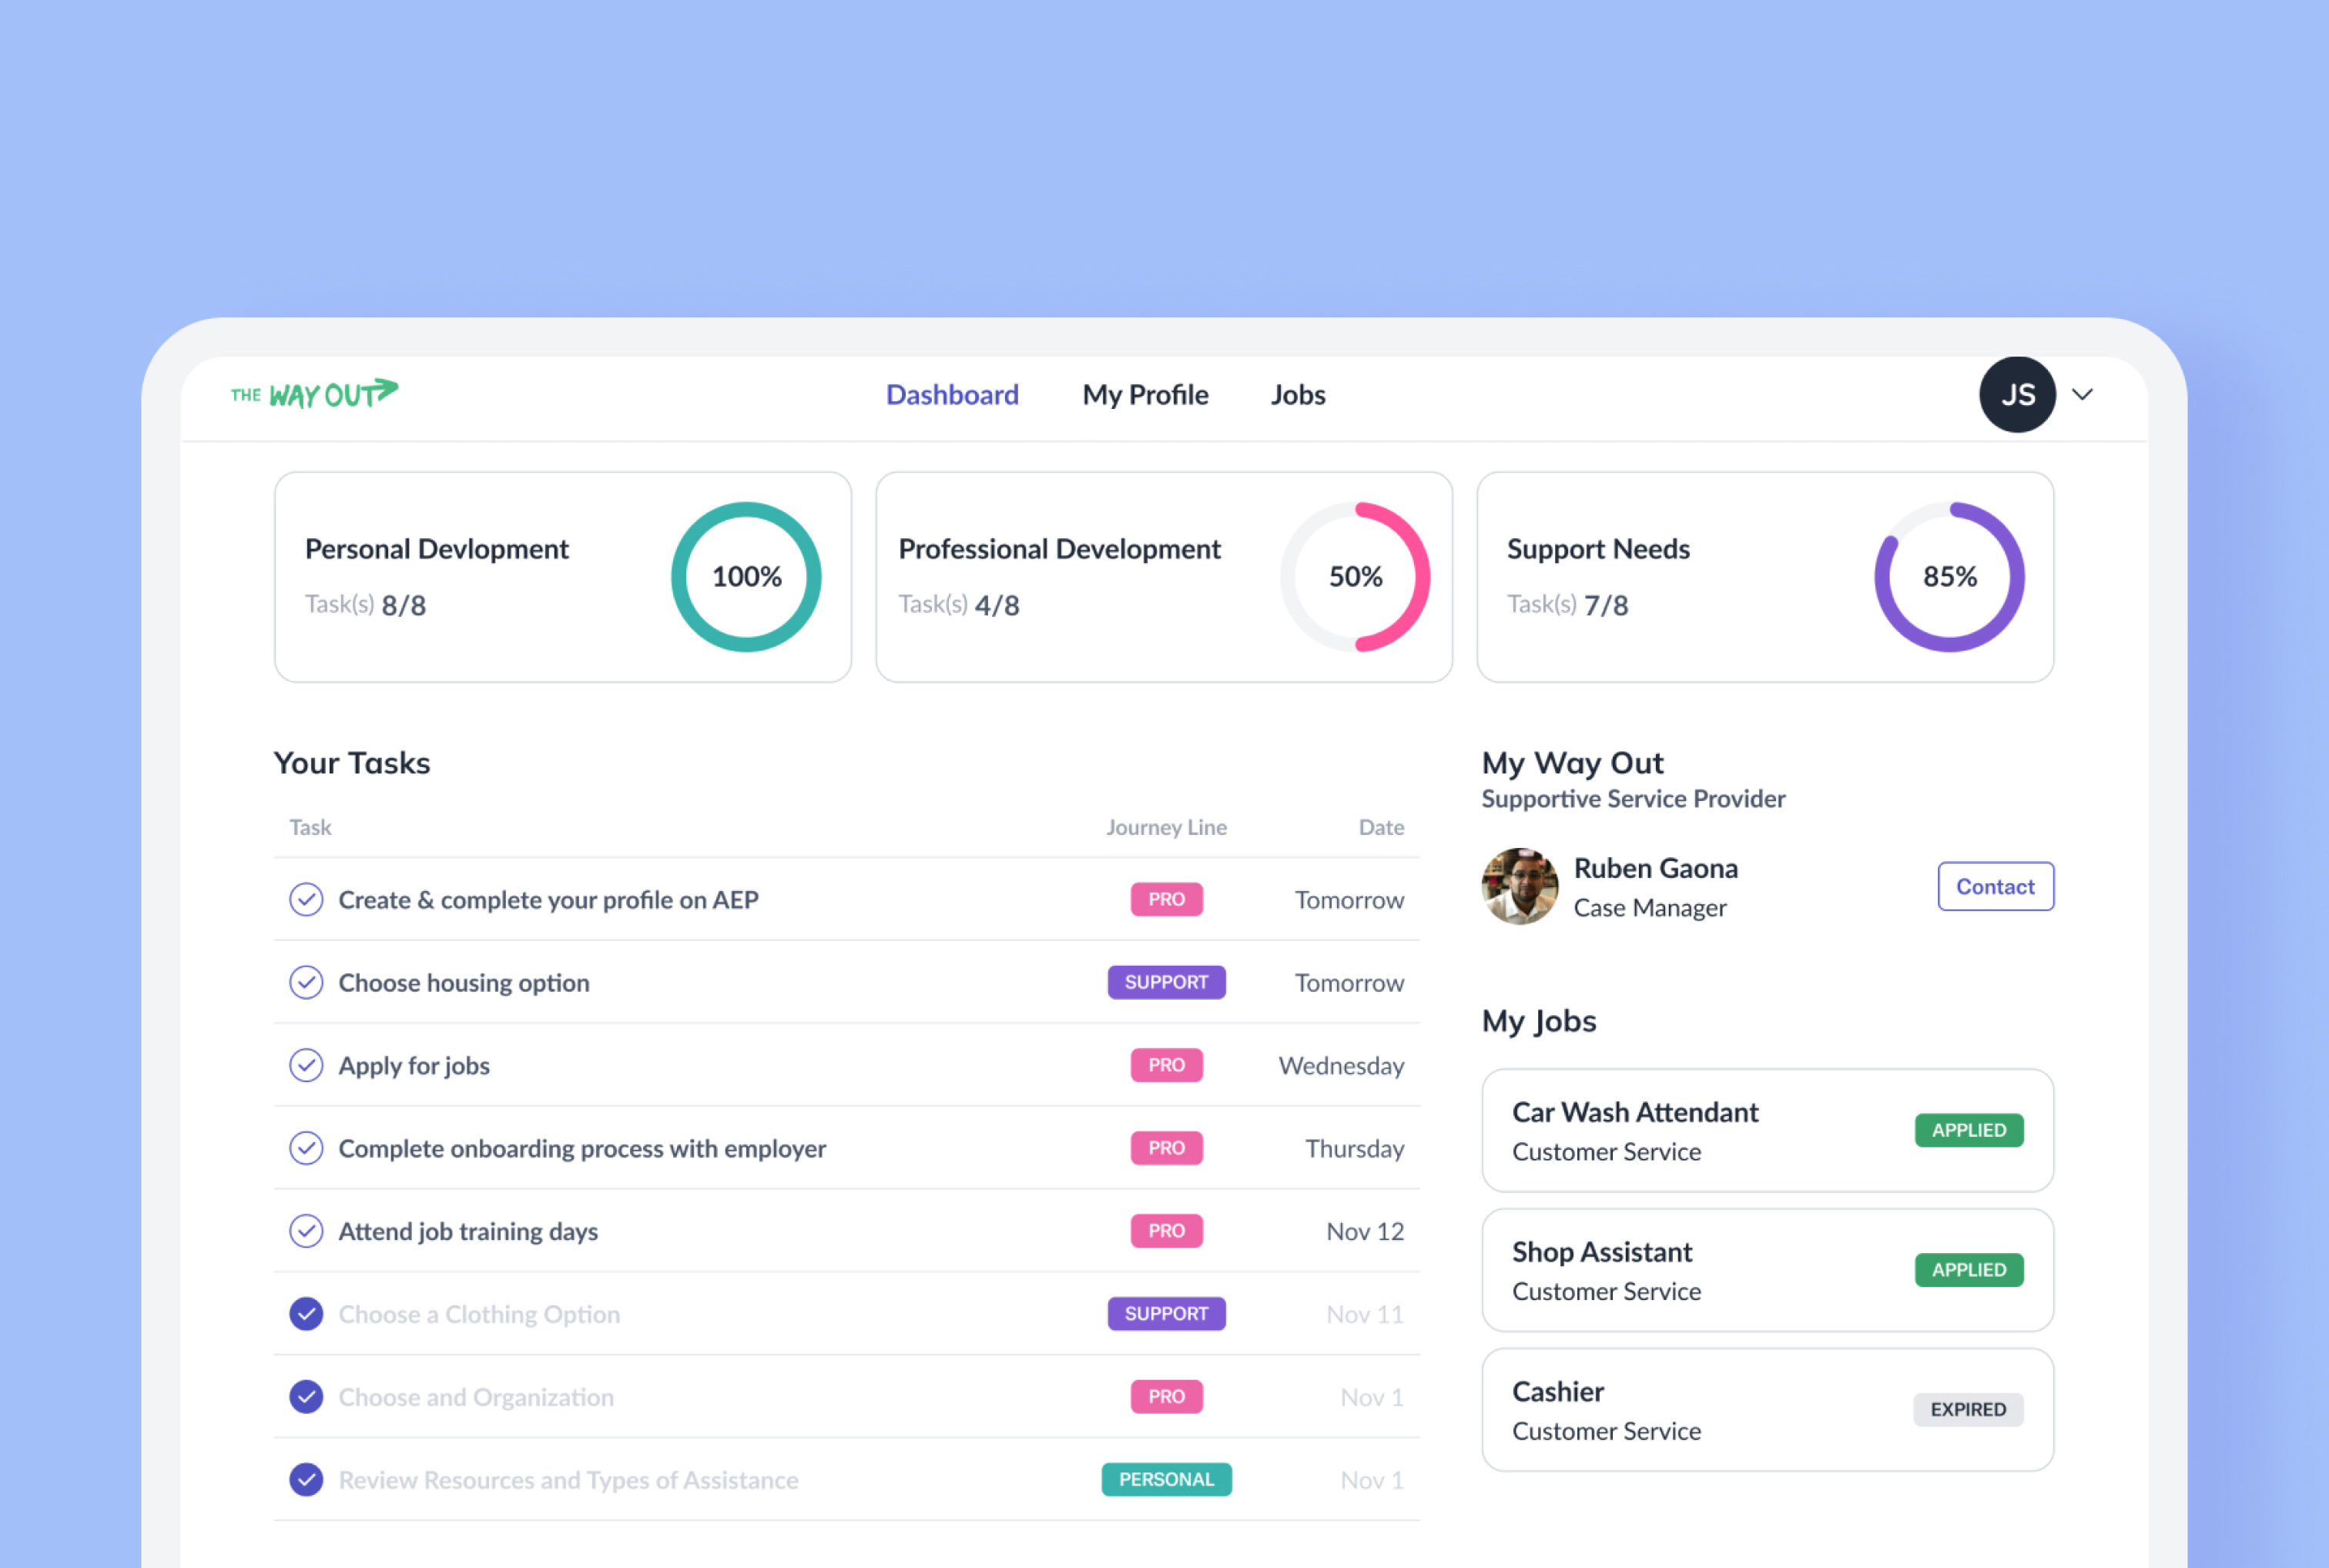 THE WAY OUT
Dashboard
My Profile
Jobs
JS
Personal Devlopment
Task(s) 8/8
100%
Professional Development
Task(s) 4/8
50%
Support Needs
Task(s) 7/8
85%
Your Tasks
Task Journey Line Date
Create & complete your profile on AEP PRO Tomorrow
Choose housing option SUPPORT Tomorrow
Apply for jobs PRO Wednesday
Complete onboarding process with employer PRO Thursday
Attend job training days PRO Nov 12
Choose a Clothing Option SUPPORT Nov 11
Choose and Organization PRO Nov 1
Review Resources and Types of Assistance PERSONAL Nov 1
My Way Out
Supportive Service Provider
Ruben Gaona
Case Manager
Contact
My Jobs
Car Wash Attendant
Customer Service
APPLIED
Shop Assistant
Customer Service
APPLIED
Cashier
Customer Service
EXPIRED